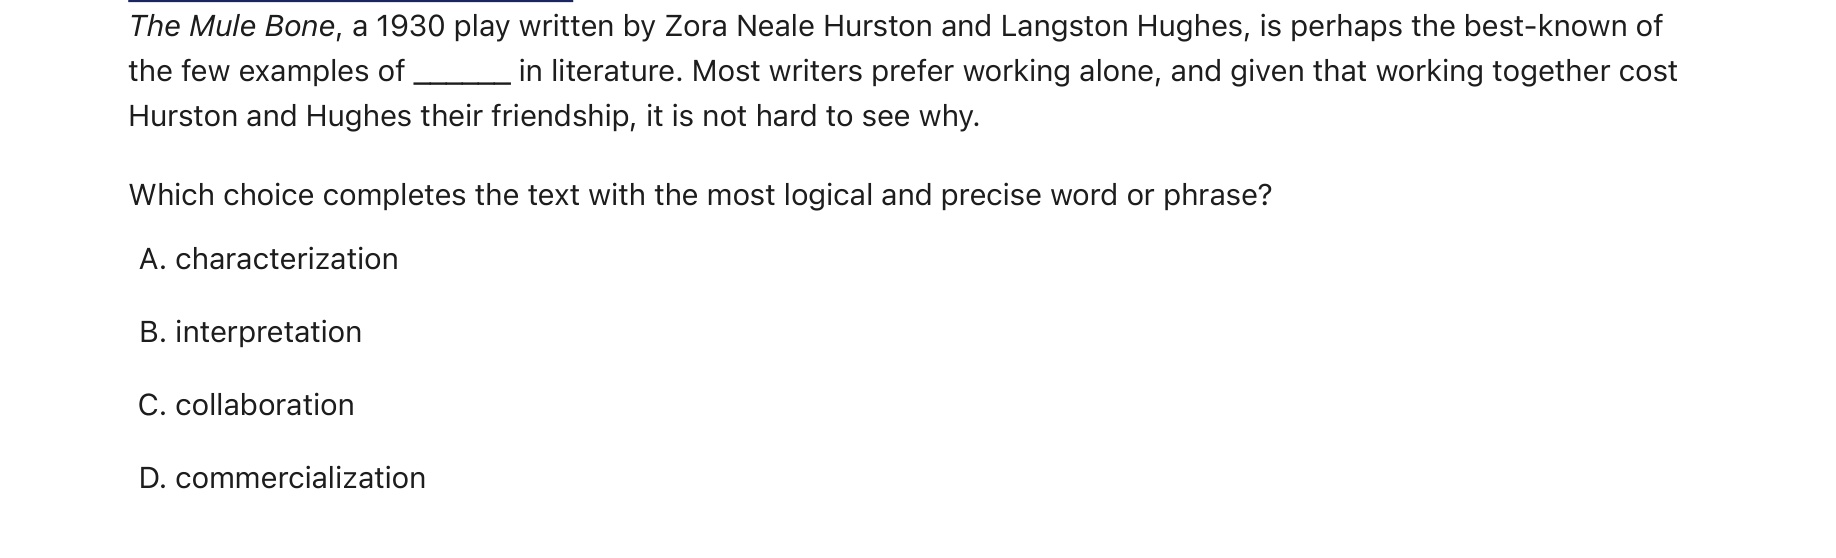 The Mule Bone, a 1930 play written by Zora Neale Hurston and Langston Hughes, is perhaps the best-known of
the few examples of ______ in literature. Most writers prefer working alone, and given that working together cost
Hurston and Hughes their friendship, it is not hard to see why.
Which choice completes the text with the most logical and precise word or phrase?
A. characterization
B. interpretation
C. collaboration
D. commercialization